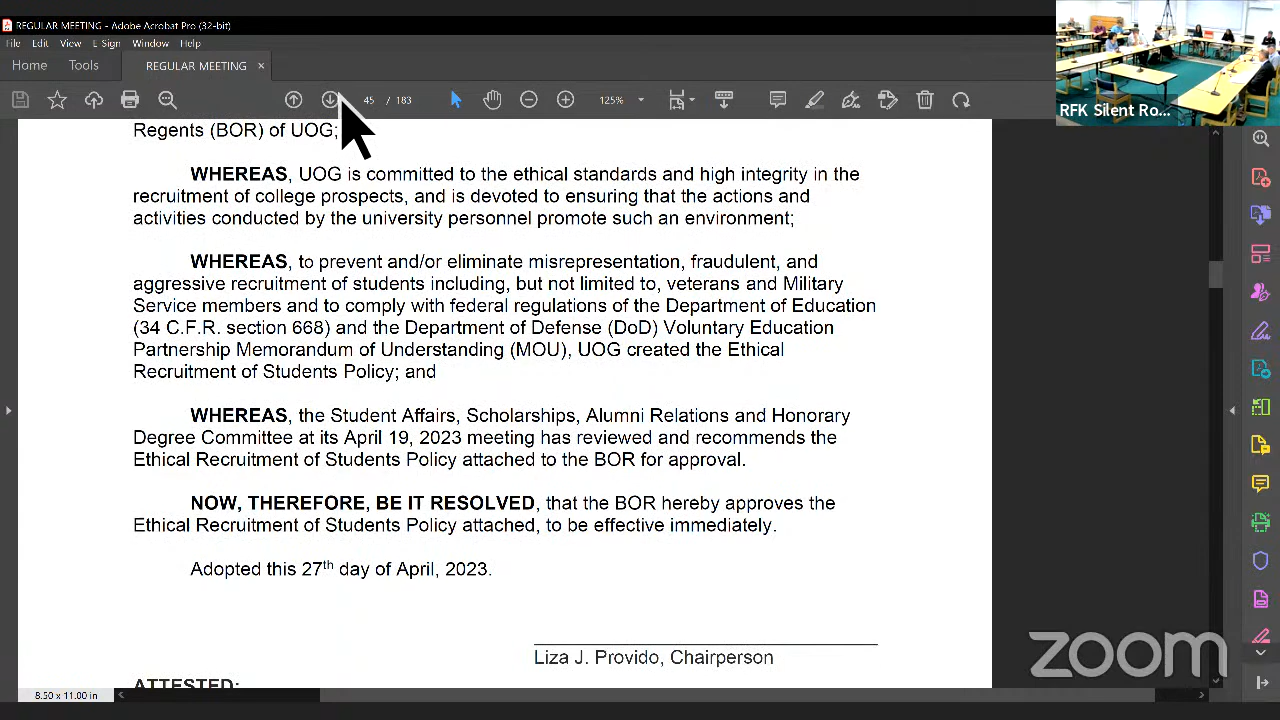 REGULAR MEETING - Adobe Acrobat Pro (32-bit)
File Edit View E-Sign Window Help
Home Tools REGULAR MEETING ×
45 / 183 125%
RFK Silent Ro...
Regents (BOR) of UOG;
WHEREAS, UOG is committed to the ethical standards and high integrity in the
recruitment of college prospects, and is devoted to ensuring that the actions and
activities conducted by the university personnel promote such an environment;
WHEREAS, to prevent and/or eliminate misrepresentation, fraudulent, and
aggressive recruitment of students including, but not limited to, veterans and Military
Service members and to comply with federal regulations of the Department of Education
(34 C.F.R. section 668) and the Department of Defense (DoD) Voluntary Education
Partnership Memorandum of Understanding (MOU), UOG created the Ethical
Recruitment of Students Policy; and
WHEREAS, the Student Affairs, Scholarships, Alumni Relations and Honorary
Degree Committee at its April 19, 2023 meeting has reviewed and recommends the
Ethical Recruitment of Students Policy attached to the BOR for approval.
NOW, THEREFORE, BE IT RESOLVED, that the BOR hereby approves the
Ethical Recruitment of Students Policy attached, to be effective immediately.
Adopted this 27th day of April, 2023.
Liza J. Provido, Chairperson
ATTESTED:
8.50 x 11.00 in
zoom